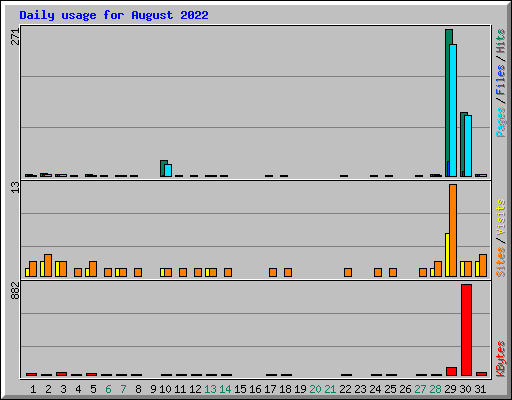 Daily usage for August 2022
271
Pages / Files / Hits
13
Sites / Visits
882
KBytes
1 2 3 4 5 6 7 8 9 10 11 12 13 14 15 16 17 18 19 20 21 22 23 24 25 26 27 28 29 30 31